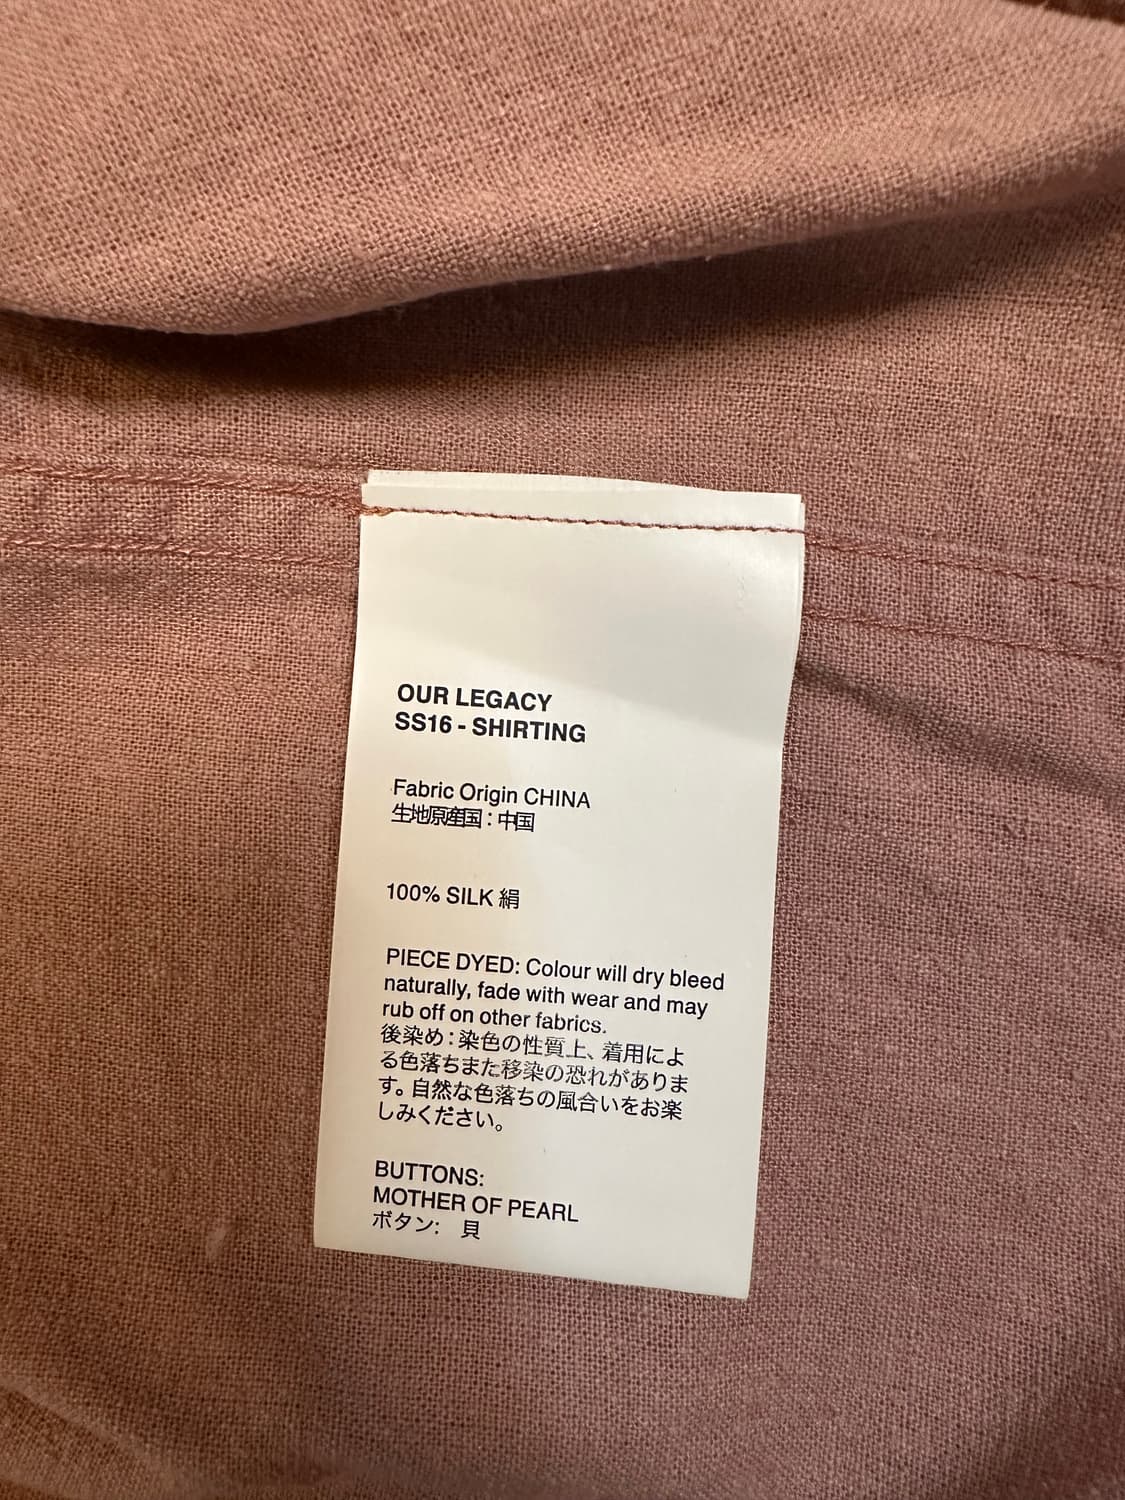 OUR LEGACY
SS16 - SHIRTING
Fabric Origin CHINA
生地原産国：中国
100% SILK 絹
PIECE DYED: Colour will dry bleed
naturally, fade with wear and may
rub off on other fabrics.
後染め：染色の性質上、着用によ
る色落ちまた移染の恐れがありま
す。自然な色落ちの風合いをお楽
しみください。
BUTTONS:
MOTHER OF PEARL
ボタン:　貝